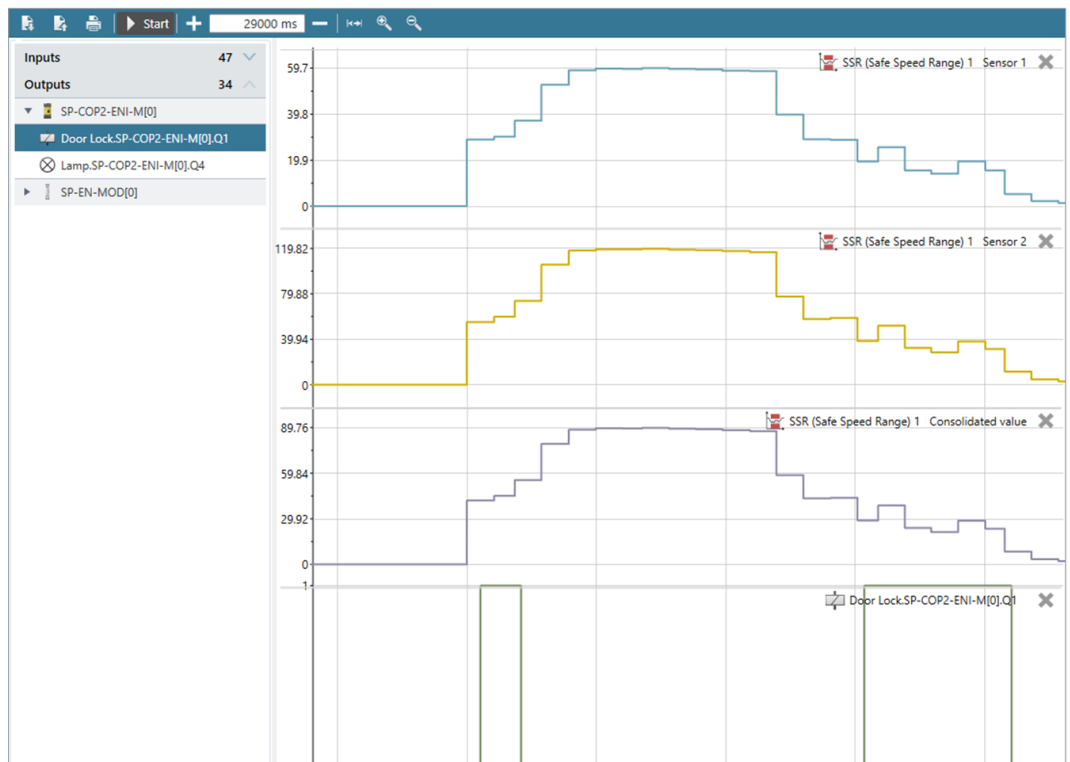 Start 29000 ms
Inputs 47
Outputs 34
SP-COP2-ENI-M[0]
Door Lock.SP-COP2-ENI-M[0].Q1
Lamp.SP-COP2-ENI-M[0].Q4
SP-EN-MOD[0]
SSR (Safe Speed Range) 1 Sensor 1
59.7
39.8
19.9
0
SSR (Safe Speed Range) 1 Sensor 2
119.82
79.88
39.94
0
SSR (Safe Speed Range) 1 Consolidated value
89.76
59.84
29.92
0
1
Door Lock.SP-COP2-ENI-M[0].Q1